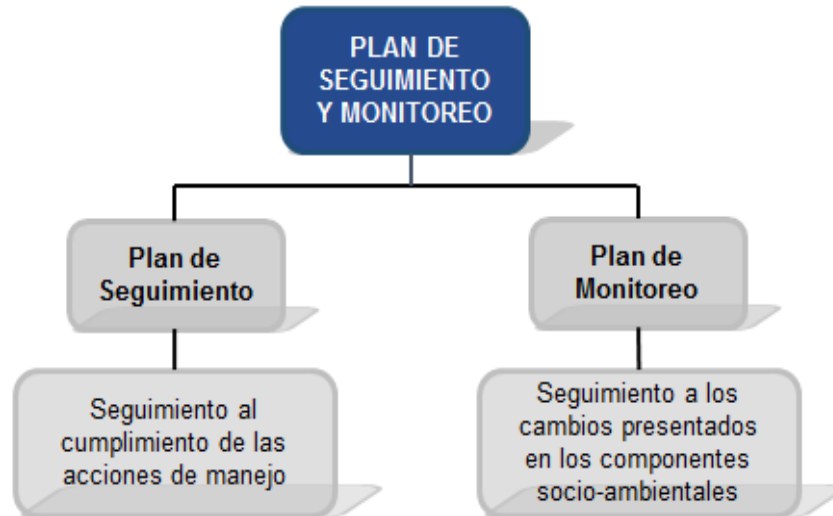 PLAN DE
SEGUIMIENTO
Y MONITOREO
Plan de
Seguimiento
Plan de
Monitoreo
Seguimiento al
cumplimiento de las
acciones de manejo
Seguimiento a los
cambios presentados
en los componentes
socio-ambientales